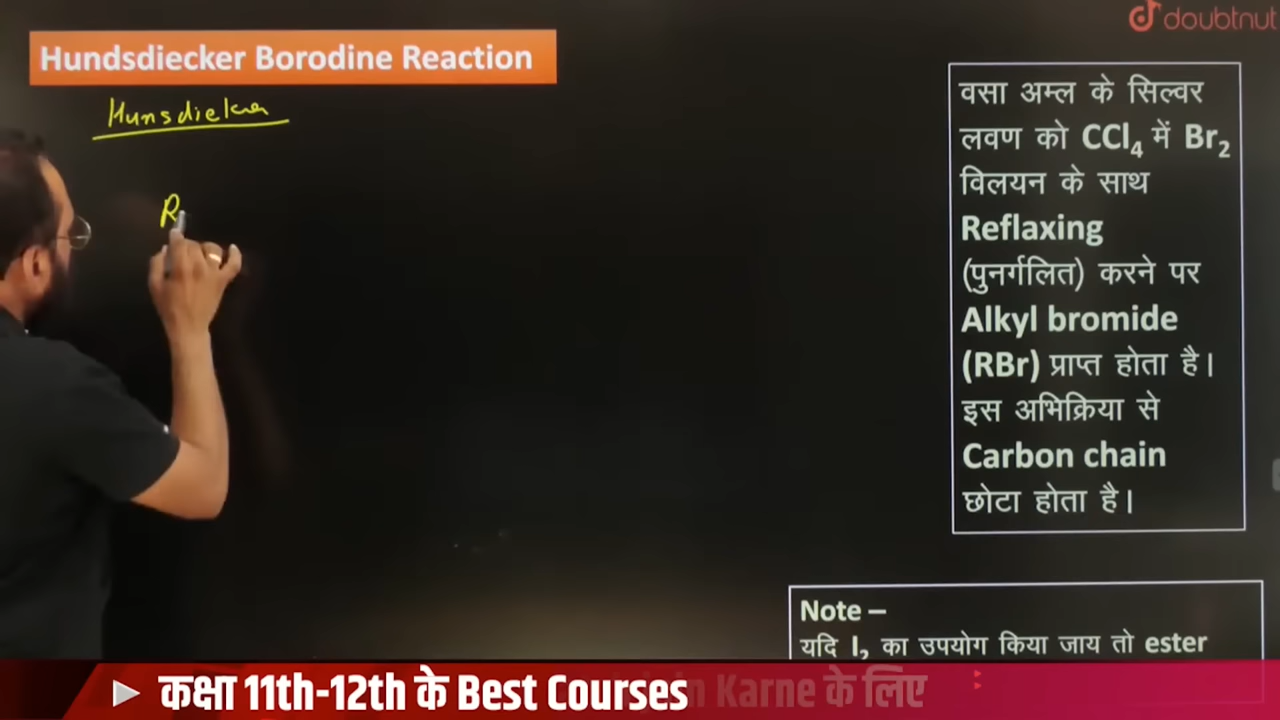 doubtnut
Hundsdiecker Borodine Reaction
Hunsdieker
R
वसा अम्ल के सिल्वर
लवण को CCl₄ में Br₂
विलयन के साथ
Reflaxing
(पुनर्गलित) करने पर
Alkyl bromide
(RBr) प्राप्त होता है।
इस अभिक्रिया से
Carbon chain
छोटा होता है।
Note –
यदि I₂ का उपयोग किया जाय तो ester
कक्षा 11th-12th के Best Courses Karne के लिए